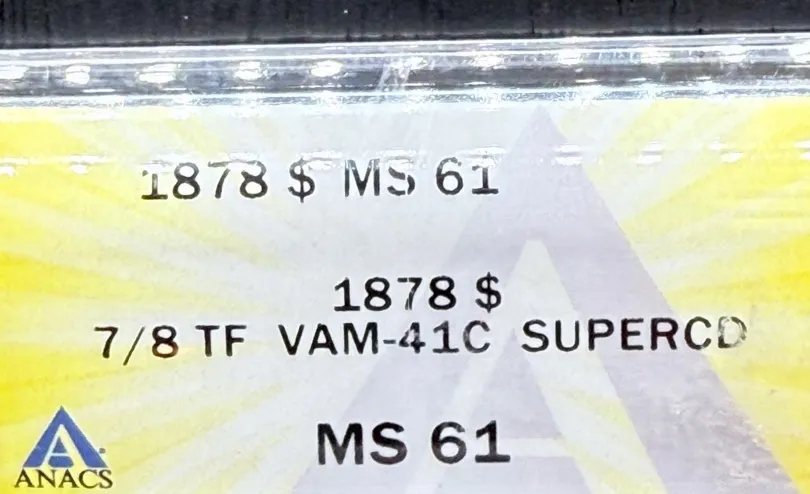 1878 $ MS 61
1878 $
7/8 TF VAM-41C SUPERCD
MS 61
ANACS